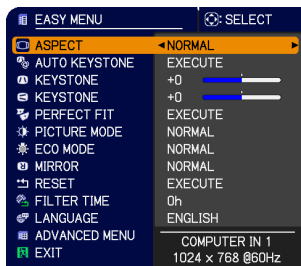 EASY MENU : SELECT
ASPECT NORMAL
AUTO KEYSTONE EXECUTE
KEYSTONE +0
KEYSTONE +0
PERFECT FIT EXECUTE
PICTURE MODE NORMAL
ECO MODE NORMAL
MIRROR NORMAL
RESET EXECUTE
FILTER TIME 0h
LANGUAGE ENGLISH
ADVANCED MENU COMPUTER IN 1
EXIT 1024 x 768 @60Hz